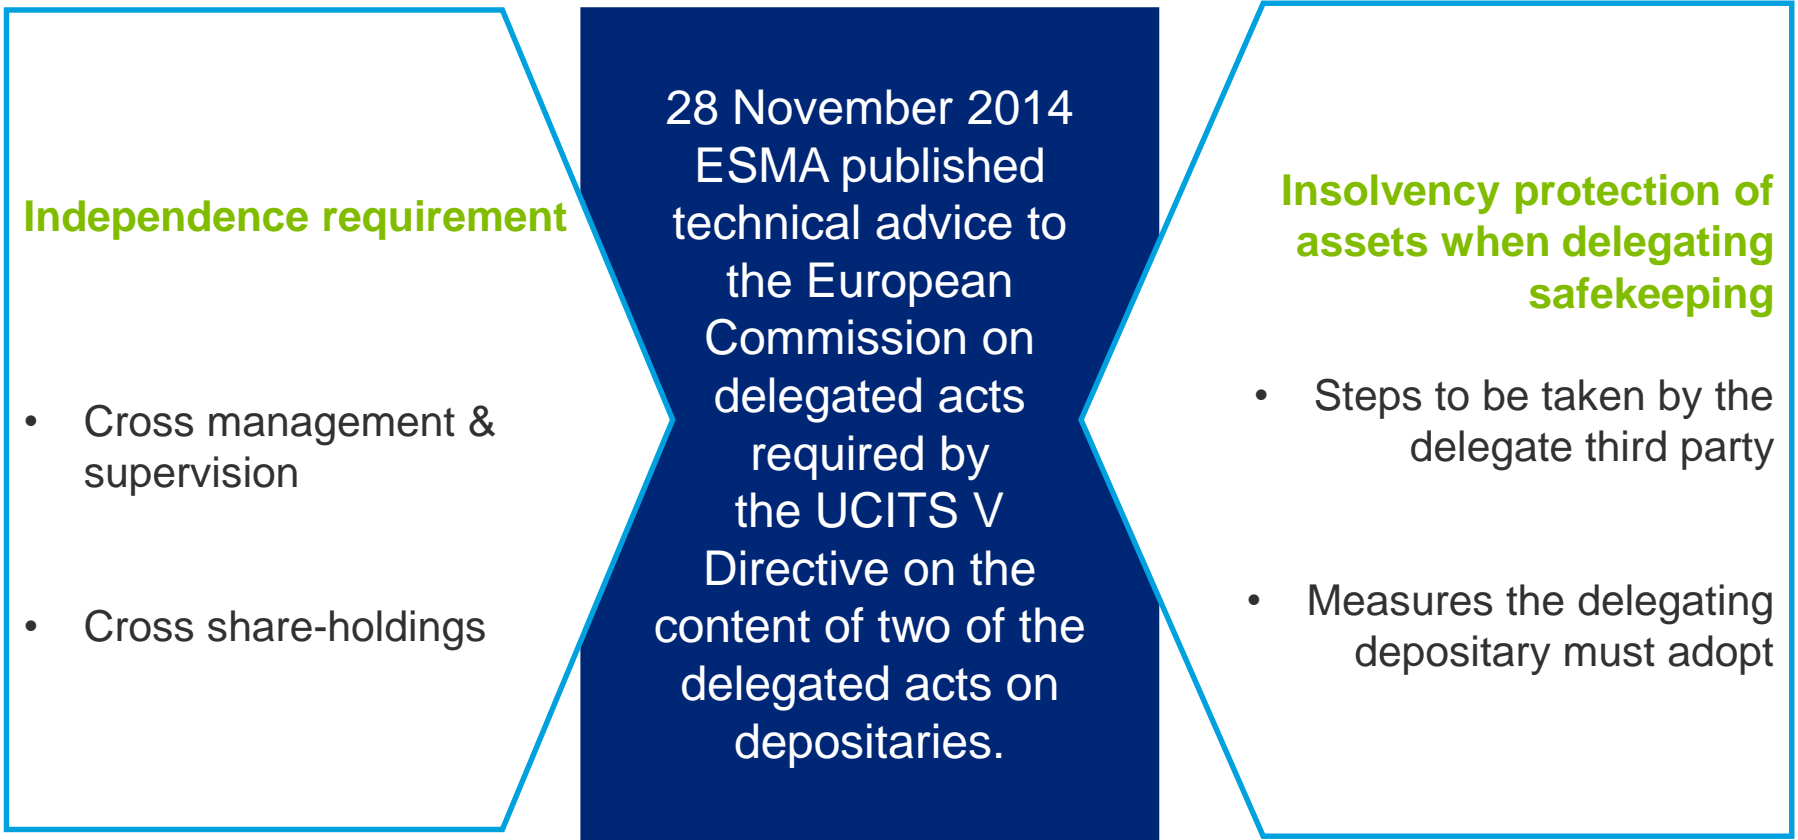 Independence requirement
• Cross management &
supervision
• Cross share-holdings
28 November 2014
ESMA published
technical advice to
the European
Commission on
delegated acts
required by
the UCITS V
Directive on the
content of two of the
delegated acts on
depositaries.
Insolvency protection of
assets when delegating
safekeeping
• Steps to be taken by the
delegate third party
• Measures the delegating
depositary must adopt